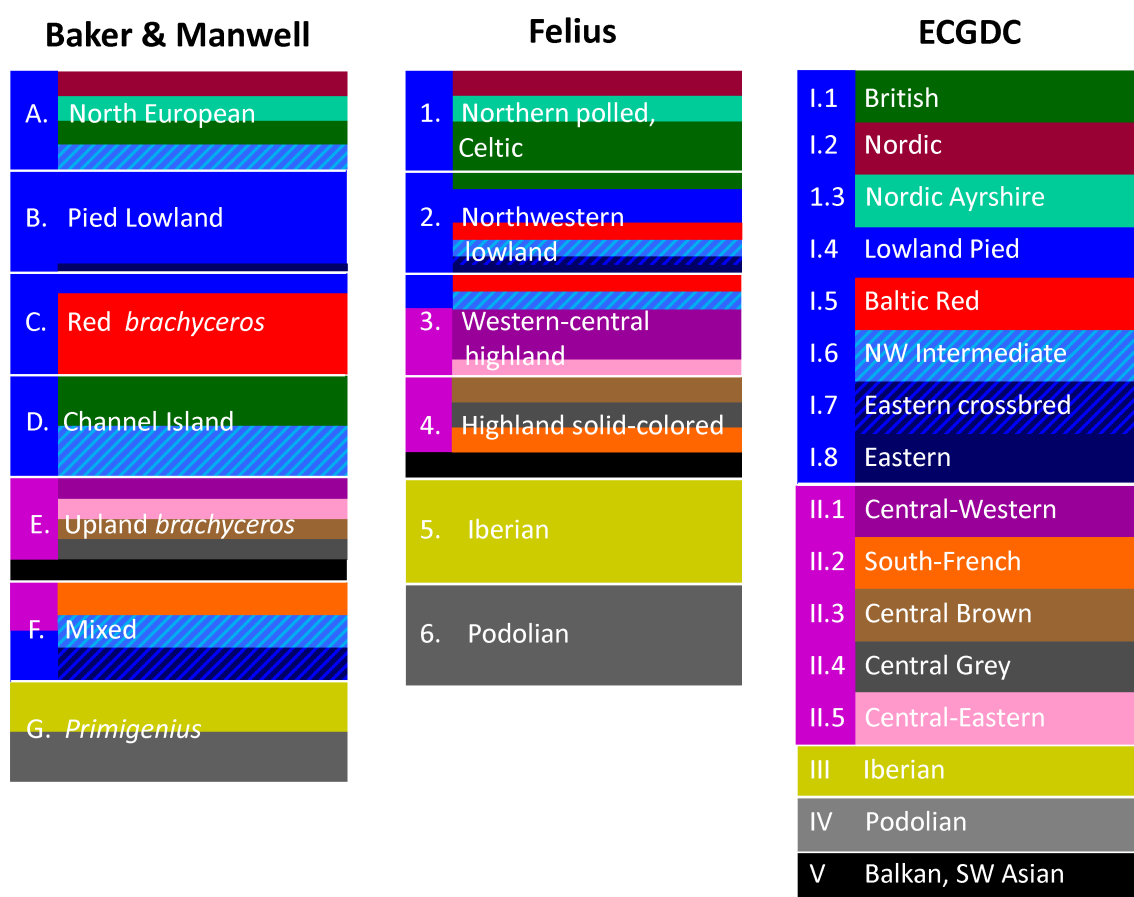 Baker & Manwell
A. North European
B. Pied Lowland
C. Red brachyceros
D. Channel Island
E. Upland brachyceros
F. Mixed
G. Primigenius
Felius
1. Northern polled,
Celtic
2. Northwestern
lowland
3. Western-central
highland
4. Highland solid-colored
5. Iberian
6. Podolian
ECGDC
I.1 British
I.2 Nordic
1.3 Nordic Ayrshire
I.4 Lowland Pied
I.5 Baltic Red
I.6 NW Intermediate
I.7 Eastern crossbred
I.8 Eastern
II.1 Central-Western
II.2 South-French
II.3 Central Brown
II.4 Central Grey
II.5 Central-Eastern
III Iberian
IV Podolian
V Balkan, SW Asian